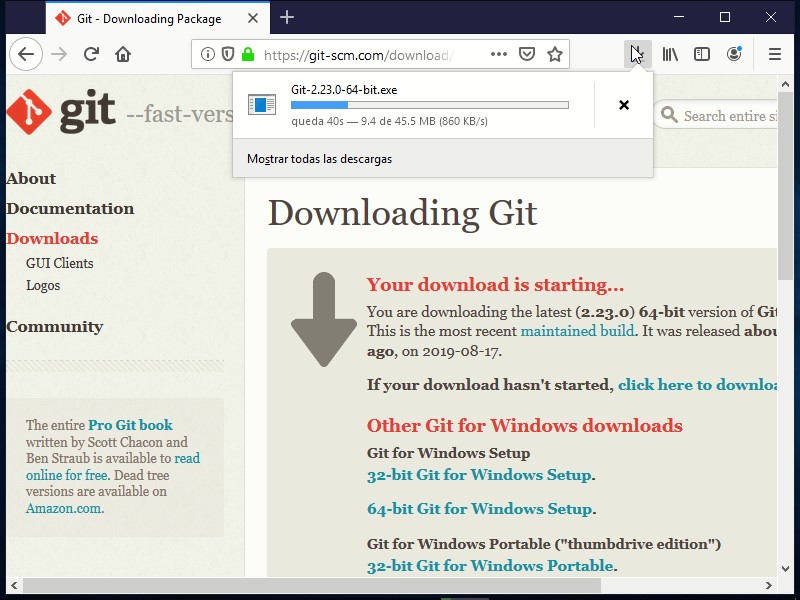 Git - Downloading Package
https://git-scm.com/download/
Git-2.23.0-64-bit.exe
queda 40s — 9.4 de 45.5 MB (860 KB/s)
Mostrar todas las descargas
git --fast-vers
Search entire si
About
Documentation
Downloads
GUI Clients
Logos
Community
The entire Pro Git book
written by Scott Chacon and
Ben Straub is available to read
online for free. Dead tree
versions are available on
Amazon.com.
Downloading Git
Your download is starting...
You are downloading the latest (2.23.0) 64-bit version of Git
This is the most recent maintained build. It was released abou
ago, on 2019-08-17.
If your download hasn't started, click here to downloa
Other Git for Windows downloads
Git for Windows Setup
32-bit Git for Windows Setup.
64-bit Git for Windows Setup.
Git for Windows Portable ("thumbdrive edition")
32-bit Git for Windows Portable.